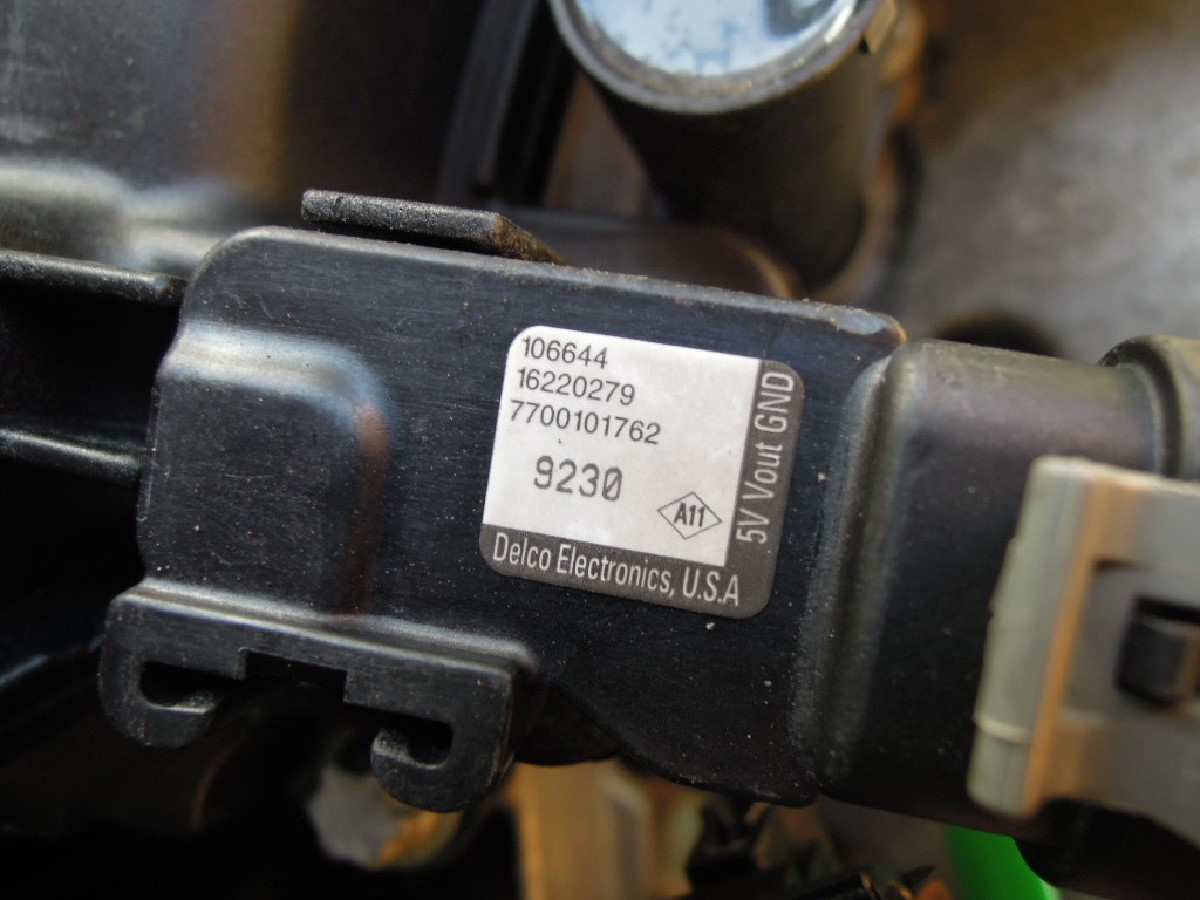 106644
16220279
7700101762
9230
A11
Delco Electronics, U.S.A
5V Vout GND